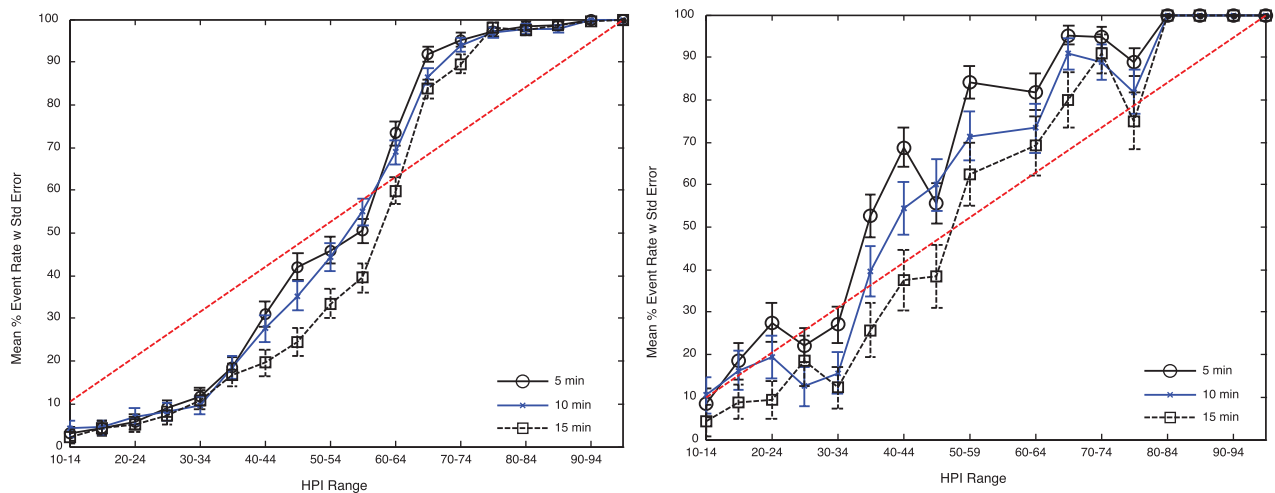 Mean % Event Rate w Std Error
100
90
80
70
60
50
40
30
20
10
0
10-14 20-24 30-34 40-44 50-54 60-64 70-74 80-84 90-94
HPI Range
5 min
10 min
15 min
Mean % Event Rate w Std Error
100
90
80
70
60
50
40
30
20
10
0
10-14 20-24 30-34 40-44 50-59 60-64 70-74 80-84 90-94
HPI Range
5 min
10 min
15 min